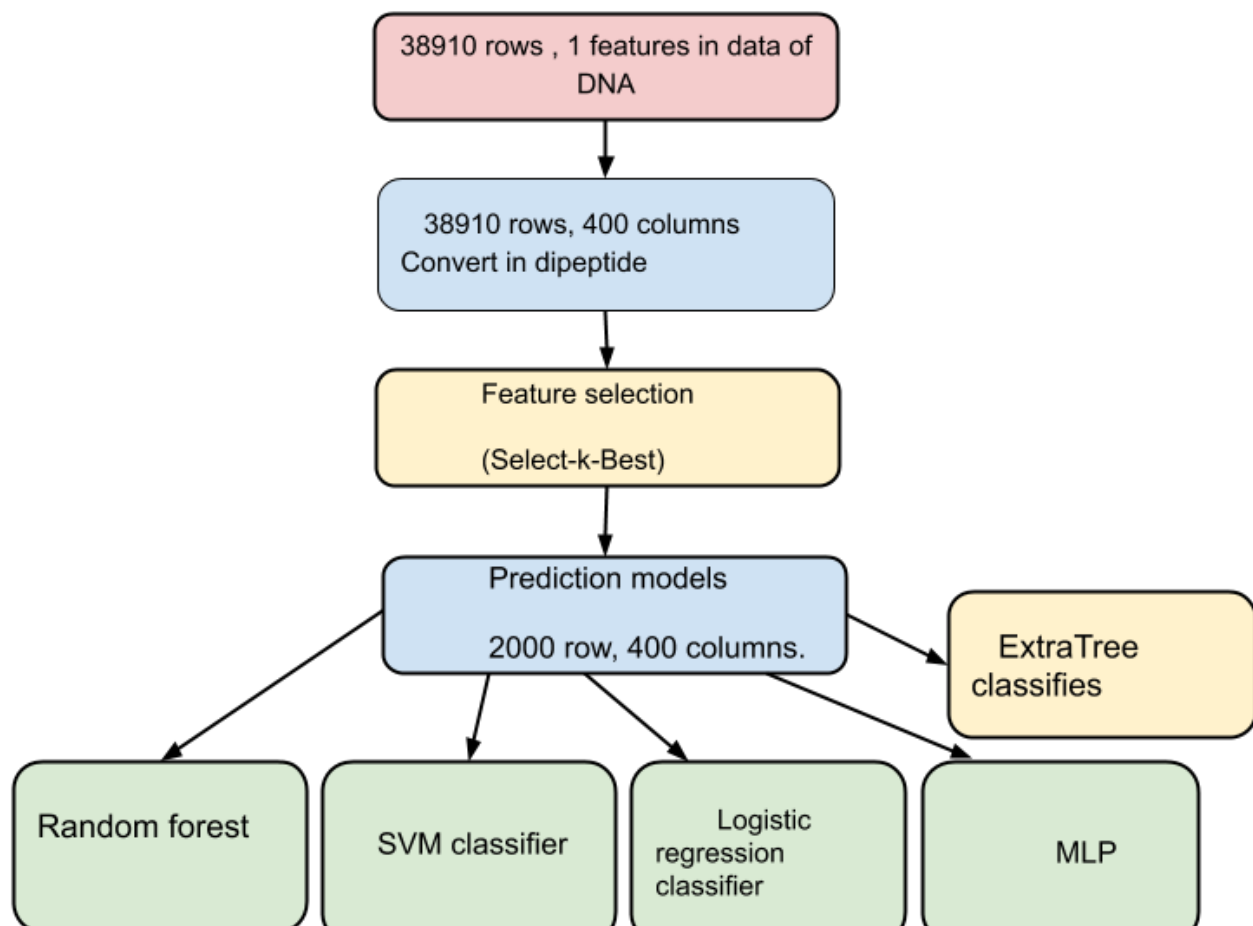 38910 rows , 1 features in data of
DNA
38910 rows, 400 columns
Convert in dipeptide
Feature selection
(Select-k-Best)
Prediction models
2000 row, 400 columns.
ExtraTree
classifies
Random forest
SVM classifier
Logistic
regression
classifier
MLP